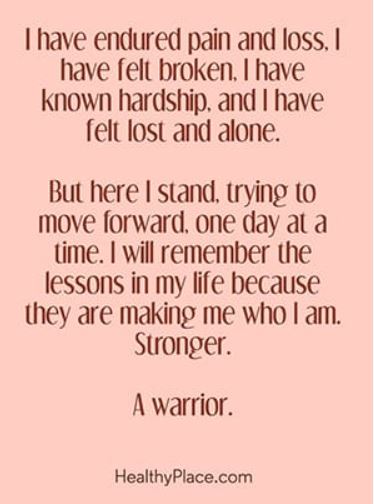 I have endured pain and loss, I
have felt broken, I have
known hardship, and I have
felt lost and alone.
But here I stand, trying to
move forward, one day at a
time. I will remember the
lessons in my life because
they are making me who I am.
Stronger.
A warrior.
HealthyPlace.com